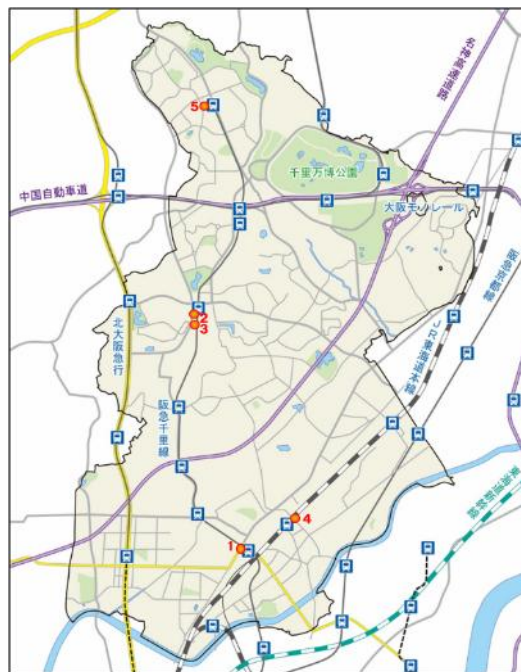 名神高速道路
5
千里万博公園
中国自動車道
大阪モノレール
阪急京都線
2
3
北大阪急行
JR東海道本線
阪急千里線
4
東海道新幹線
1